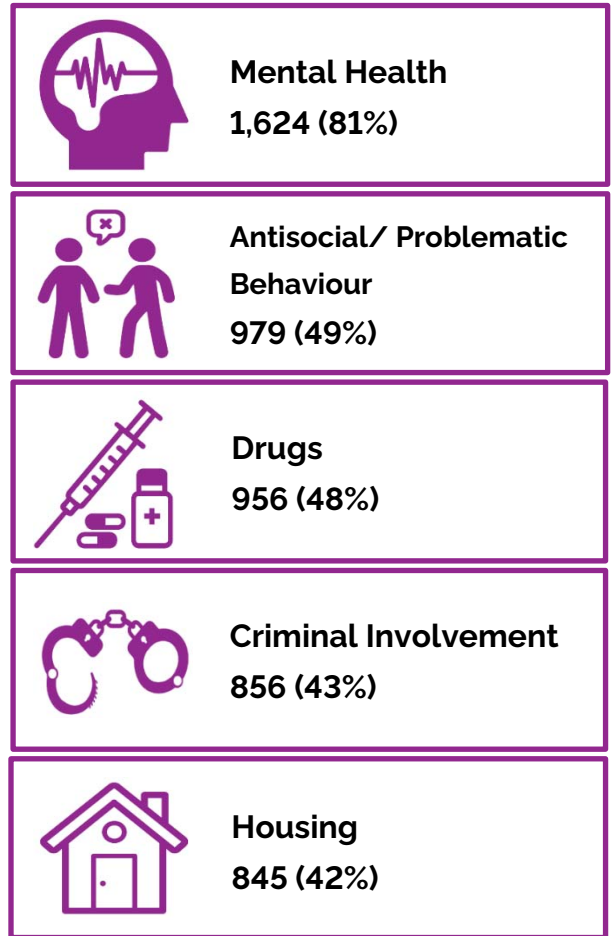 Mental Health
1,624 (81%)
Antisocial/ Problematic
Behaviour
979 (49%)
Drugs
956 (48%)
Criminal Involvement
856 (43%)
Housing
845 (42%)